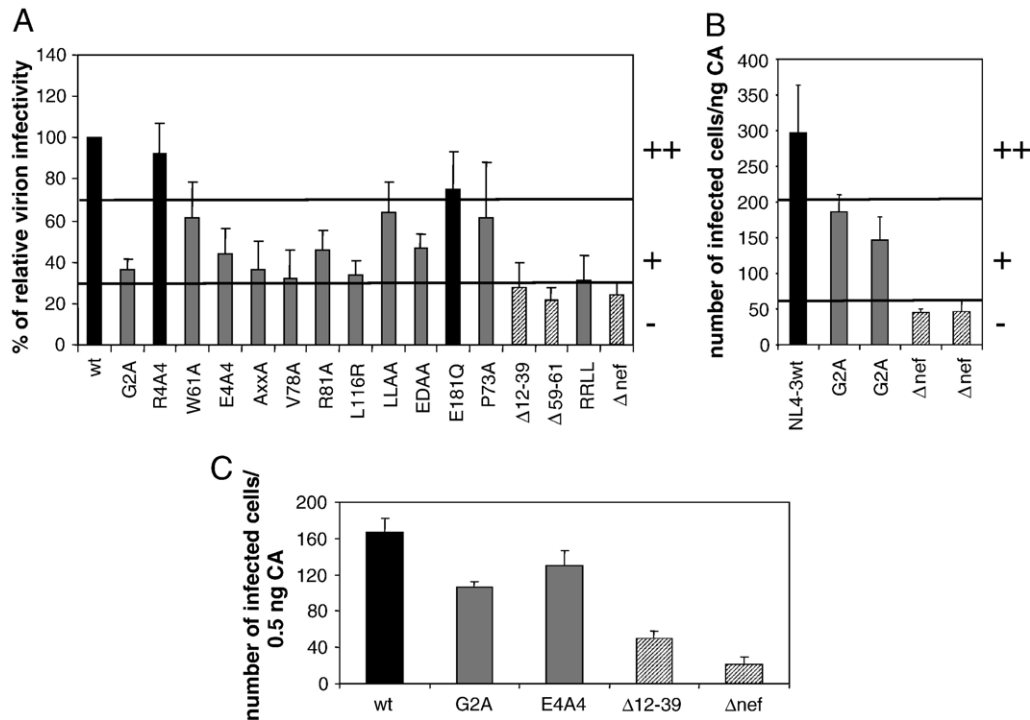 A
% of relative virion infectivity
140
120
100
80
60
40
20
0
++
+
-
wt
G2A
R4A4
W61A
E4A4
AxxA
V78A
R81A
L116R
LLAA
EDAA
E181Q
P73A
Δ12-39
Δ59-61
RRLL
Δnef
B
number of infected cells/ng CA
400
350
300
250
200
150
100
50
0
++
+
-
NL4-3wt
G2A
G2A
Δnef
Δnef
C
number of infected cells/
0.5 ng CA
200
160
120
80
40
0
wt
G2A
E4A4
Δ12-39
Δnef